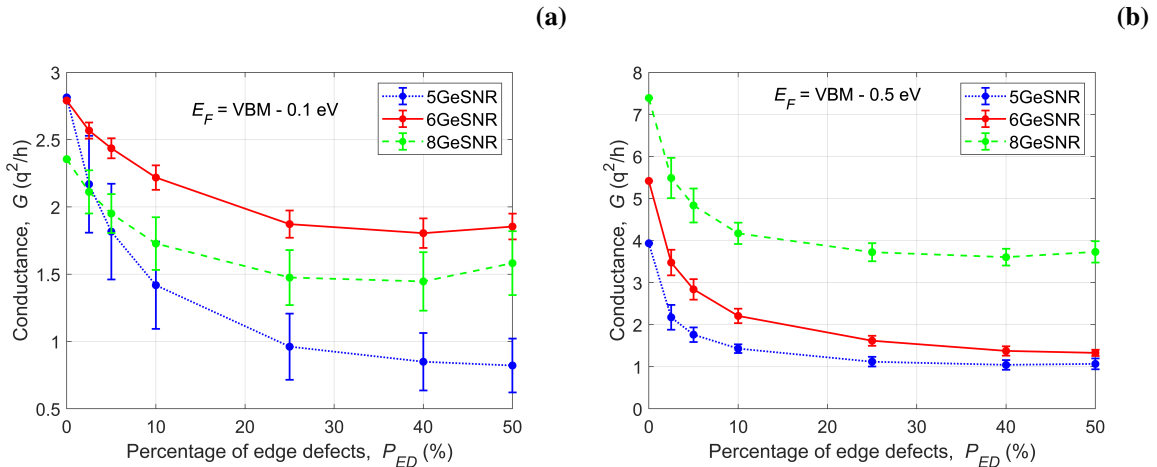 (a)
3
2.5
2
1.5
1
0.5
0
10
20
30
40
50
Conductance, G (q²/h)
Percentage of edge defects, P_ED (%)
E_F = VBM - 0.1 eV
5GeSNR
6GeSNR
8GeSNR
(b)
8
7
6
5
4
3
2
1
0
0
10
20
30
40
50
Conductance, G (q²/h)
Percentage of edge defects, P_ED (%)
E_F = VBM - 0.5 eV
5GeSNR
6GeSNR
8GeSNR